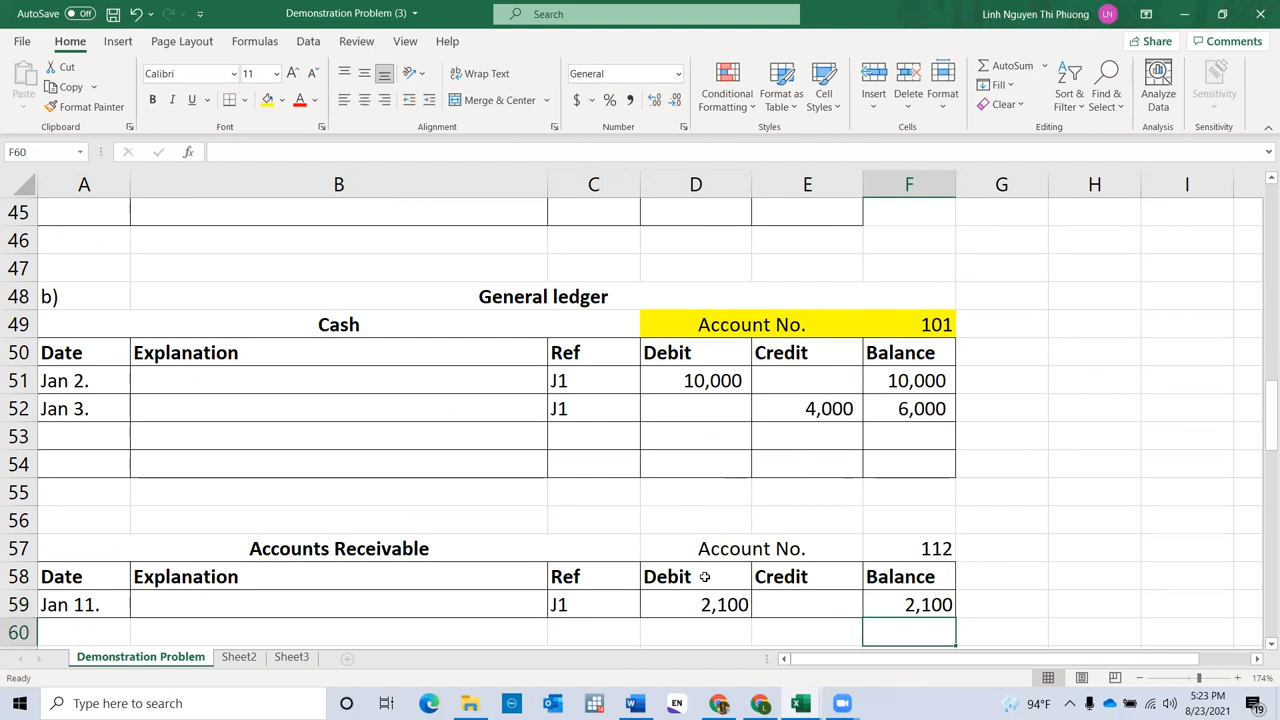 AutoSave Off Demonstration Problem (3) Search Linh Nguyen Thi Phuong LN
File Home Insert Page Layout Formulas Data Review View Help Share Comments
Paste Cut Copy Format Painter
Calibri 11 A A
B I U A
ab Wrap Text
Merge & Center
General
$ % 9
Conditional Formatting Format as Table Cell Styles
Insert Delete Format
AutoSum Fill Clear
Sort & Filter Find & Select
Analyze Data
Sensitivity
Clipboard Font Alignment Number Styles Cells Editing Analysis Sensitivity
F60 fx
A B C D E F G H I
45
46
47
48 b) General ledger
49 Cash Account No. 101
50 Date Explanation Ref Debit Credit Balance
51 Jan 2. J1 10,000 10,000
52 Jan 3. J1 4,000 6,000
53
54
55
56
57 Accounts Receivable Account No. 112
58 Date Explanation Ref Debit Credit Balance
59 Jan 11. J1 2,100 2,100
60
Demonstration Problem Sheet2 Sheet3
Ready 174%
Type here to search EN 94°F 5:23 PM
8/23/2021 19